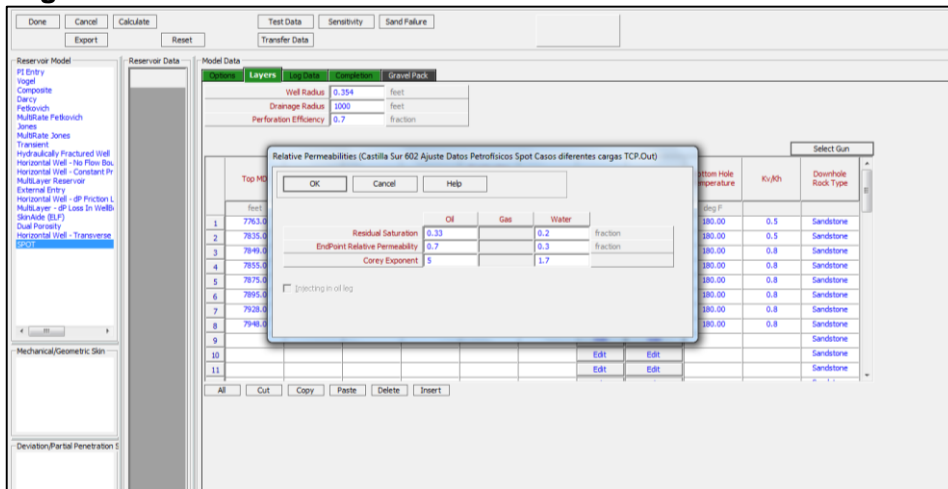 Done Cancel Calculate Test Data Sensitivity Sand Failure
Export Reset Transfer Data
Reservoir Model
PI Entry
Vogel
Composite
Darcy
Fetkovich
MultiRate Fetkovich
Jones
MultiRate Jones
Transient
Hydraulically Fractured Well
Horizontal Well - No Flow Bou
Horizontal Well - Constant Pr
MultiLayer Reservoir
External Entry
Horizontal Well - dP Friction L
MultiLayer - dP Loss In WellB
SkinAide (ELF)
Dual Porosity
Horizontal Well - Transverse
SPOT
Mechanical/Geometric Skin
Deviation/Partial Penetration S
Reservoir Data
Model Data
Options Layers Log Data Completion Gravel Pack
Well Radius 0.354 feet
Drainage Radius 1000 feet
Perforation Efficiency 0.7 fraction
Select Gun
Top MD Kv/Kh Downhole
Rock Type
feet deg F
1 7763.0 180.00 0.5 Sandstone
2 7835.0 180.00 0.5 Sandstone
3 7849.0 180.00 0.8 Sandstone
4 7855.0 180.00 0.8 Sandstone
5 7875.0 180.00 0.8 Sandstone
6 7895.0 180.00 0.8 Sandstone
7 7928.0 180.00 0.8 Sandstone
8 7948.0 180.00 0.8 Sandstone
9 Sandstone
10 Edit Edit Sandstone
11 Edit Edit Sandstone
All Cut Copy Paste Delete Insert
Relative Permeabilities (Castilla Sur 602 Ajuste Datos Petrofisicos Spot Casos diferentes cargas TCP.Out)
OK Cancel Help
Oil Gas Water
Residual Saturation 0.33 0.2 fraction
EndPoint Relative Permeability 0.7 0.3 fraction
Corey Exponent 5 1.7
Injecting in oil leg